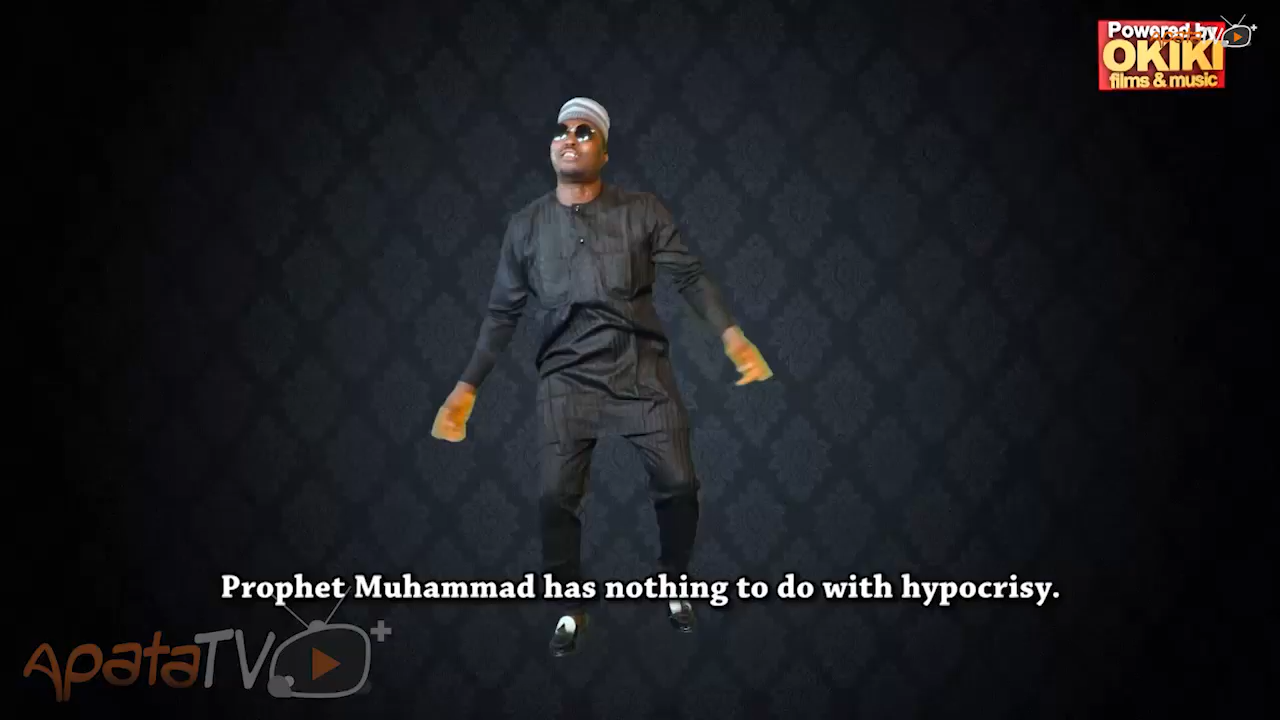 Powered by
OKIKI
films & music
Prophet Muhammad has nothing to do with hypocrisy.
ApataTV+